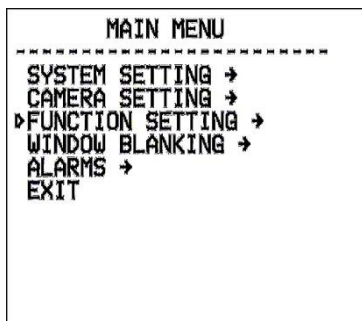 MAIN MENU
SYSTEM SETTING →
CAMERA SETTING →
FUNCTION SETTING →
WINDOW BLANKING →
ALARMS →
EXIT